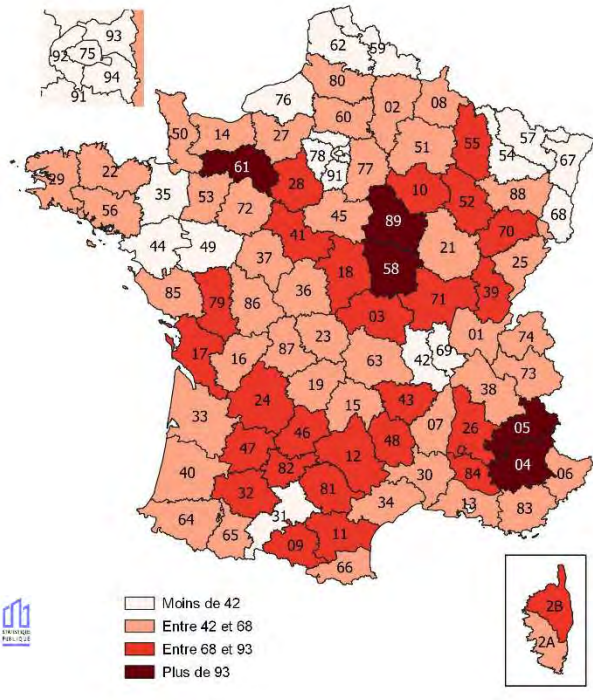 93
92 75
94
91
62 59
80
76 02 08
60
50 14 27 57
78 51 55 54 67
91 77
61
29 22 28 10 88
35 53 52 68
56 72 45 89 70
41
44 49 21 25
37 18 58
85 79 36 71 39
86 03
01 74
17 23 69
16 87 63 42
73
19 38
24 15 43
33 07 26 05
46 48
47 12 04
40 82 30 84 06
32 81 34 13 83
64 31
65 09 11
66
2B
2A
STATISTIQUE
PUBLIQUE
Moins de 42
Entre 42 et 68
Entre 68 et 93
Plus de 93